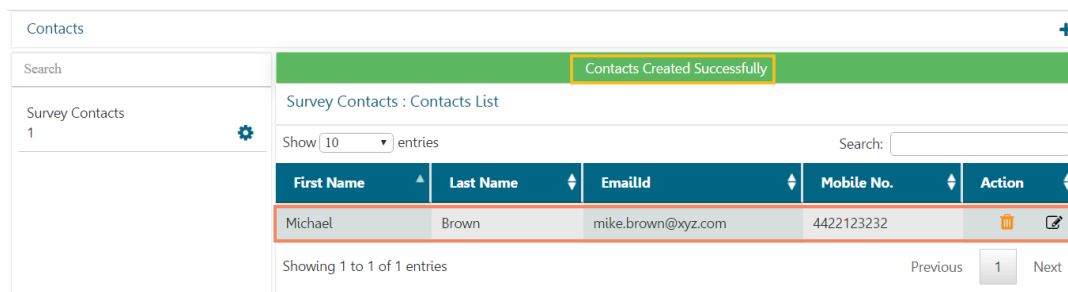 Contacts
Search
Contacts Created Successfully
Survey Contacts
1
Survey Contacts : Contacts List
Show 10 entries
Search:
First Name Last Name EmailId Mobile No. Action
Michael Brown mike.brown@xyz.com 4422123232
Showing 1 to 1 of 1 entries
Previous 1 Next